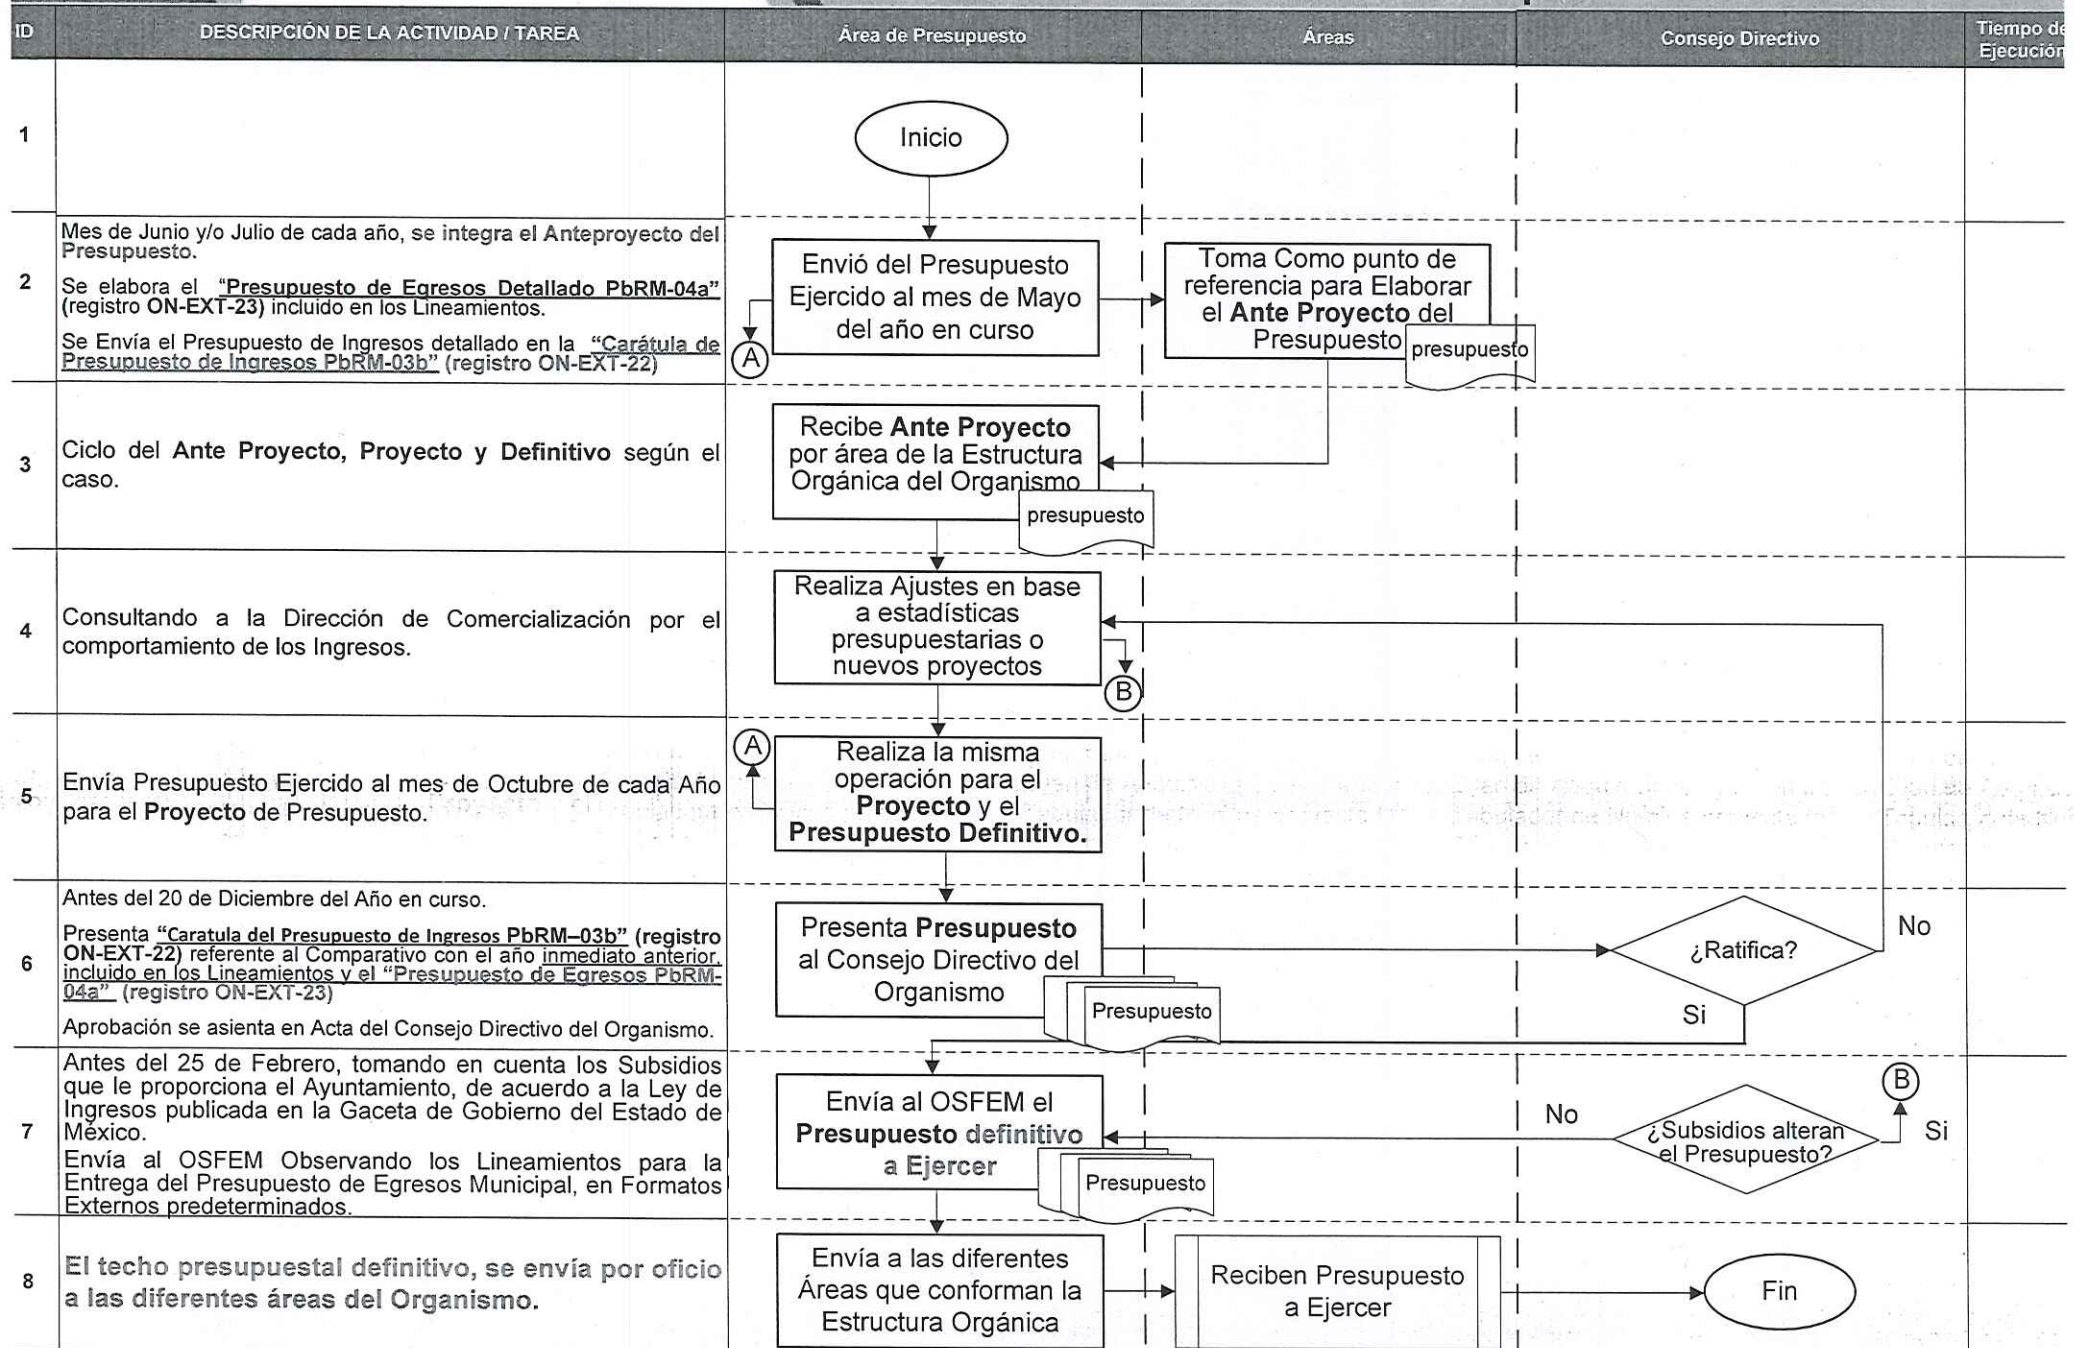 ID
DESCRIPCIÓN DE LA ACTIVIDAD / TAREA
Área de Presupuesto
Áreas
Consejo Directivo
Tiempo de
Ejecución
1
Inicio
2
Mes de Junio y/o Julio de cada año, se integra el Anteproyecto del
Presupuesto.
Se elabora el "Presupuesto de Egresos Detallado PbRM-04a"
(registro ON-EXT-23) incluido en los Lineamientos.
Se Envía el Presupuesto de Ingresos detallado en la "Carátula de
Presupuesto de Ingresos PbRM-03b" (registro ON-EXT-22)
Envió del Presupuesto
Ejercido al mes de Mayo
del año en curso
A
Toma Como punto de
referencia para Elaborar
el Ante Proyecto del
Presupuesto
presupuesto
3
Ciclo del Ante Proyecto, Proyecto y Definitivo según el
caso.
Recibe Ante Proyecto
por área de la Estructura
Orgánica del Organismo
presupuesto
4
Consultando a la Dirección de Comercialización por el
comportamiento de los Ingresos.
Realiza Ajustes en base
a estadísticas
presupuestarias o
nuevos proyectos
B
5
Envía Presupuesto Ejercido al mes de Octubre de cada Año
para el Proyecto de Presupuesto.
A
Realiza la misma
operación para el
Proyecto y el
Presupuesto Definitivo.
6
Antes del 20 de Diciembre del Año en curso.
Presenta "Caratula del Presupuesto de Ingresos PbRM–03b" (registro
ON-EXT-22) referente al Comparativo con el año inmediato anterior,
incluido en los Lineamientos y el "Presupuesto de Egresos PbRM-
04a" (registro ON-EXT-23)
Aprobación se asienta en Acta del Consejo Directivo del Organismo.
Presenta Presupuesto
al Consejo Directivo del
Organismo
Presupuesto
¿Ratifica?
No
Si
7
Antes del 25 de Febrero, tomando en cuenta los Subsidios
que le proporciona el Ayuntamiento, de acuerdo a la Ley de
Ingresos publicada en la Gaceta de Gobierno del Estado de
México.
Envía al OSFEM Observando los Lineamientos para la
Entrega del Presupuesto de Egresos Municipal, en Formatos
Externos predeterminados.
Envía al OSFEM el
Presupuesto definitivo
a Ejercer
Presupuesto
No
¿Subsidios alteran
el Presupuesto?
B
Si
8
El techo presupuestal definitivo, se envía por oficio
a las diferentes áreas del Organismo.
Envía a las diferentes
Áreas que conforman la
Estructura Orgánica
Reciben Presupuesto
a Ejercer
Fin